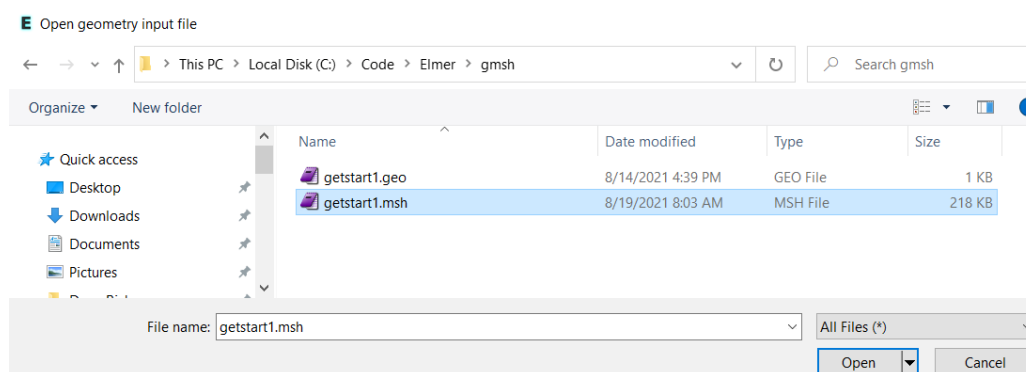 E Open geometry input file
This PC > Local Disk (C:) > Code > Elmer > gmsh
Search gmsh
Organize
New folder
Name
Date modified
Type
Size
Quick access
Desktop
Downloads
Documents
Pictures
getstart1.geo 8/14/2021 4:39 PM GEO File 1 KB
getstart1.msh 8/19/2021 8:03 AM MSH File 218 KB
File name: getstart1.msh
All Files (*)
Open
Cancel